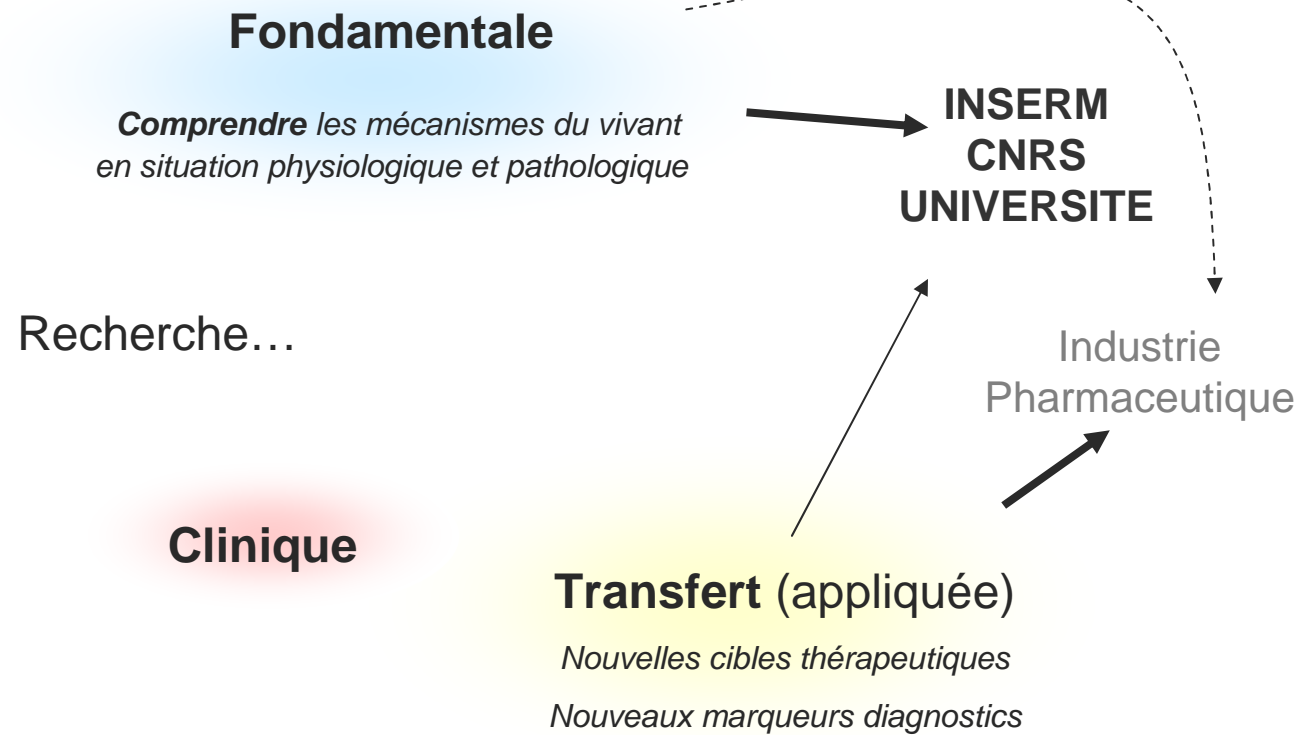 Fondamentale
Comprendre les mécanismes du vivant
en situation physiologique et pathologique
INSERM
CNRS
UNIVERSITE
Recherche…
Industrie
Pharmaceutique
Clinique
Transfert (appliquée)
Nouvelles cibles thérapeutiques
Nouveaux marqueurs diagnostics